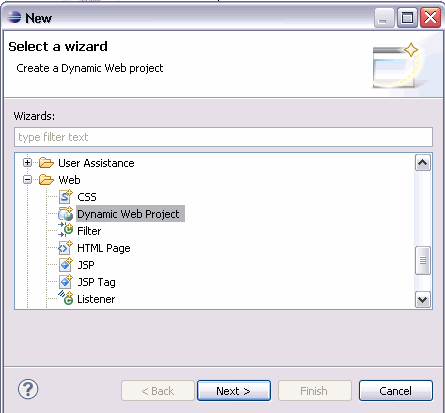 New
Select a wizard
Create a Dynamic Web project
Wizards:
type filter text
User Assistance
Web
CSS
Dynamic Web Project
Filter
HTML Page
JSP
JSP Tag
Listener
< Back Next > Finish Cancel